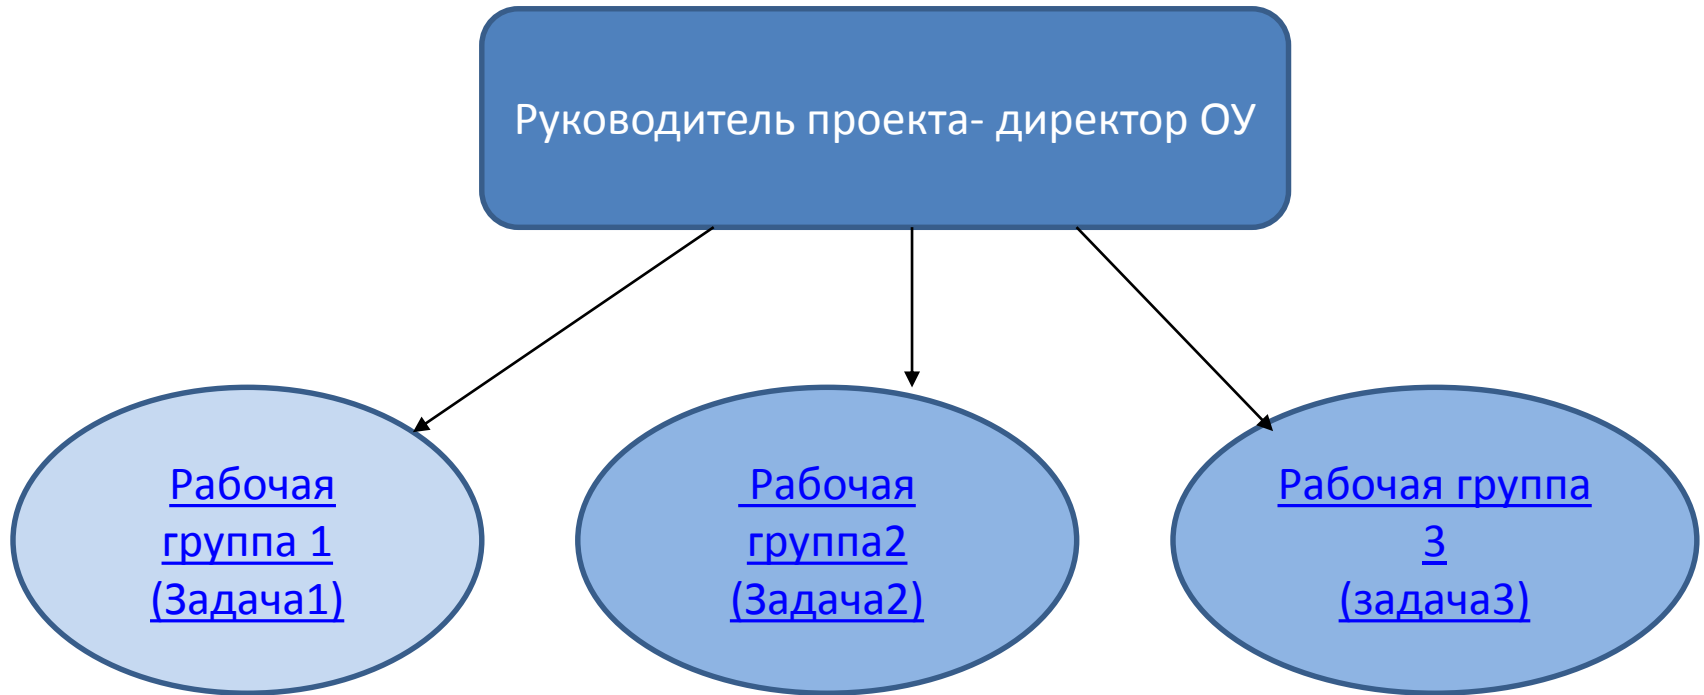 Руководитель проекта- директор ОУ
Рабочая
группа 1
(Задача1)
Рабочая
группа2
(Задача2)
Рабочая группа
3
(задача3)